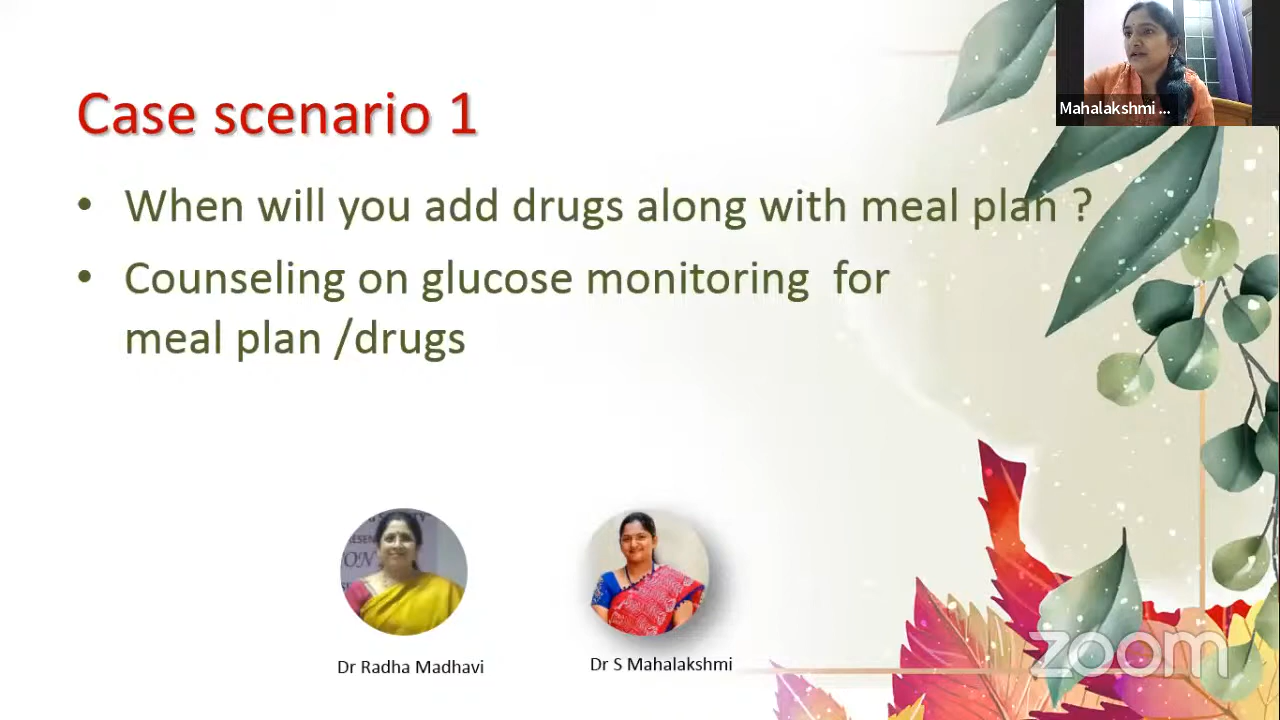 Mahalakshmi ...
Case scenario 1
• When will you add drugs along with meal plan ?
• Counseling on glucose monitoring  for
meal plan /drugs
ON
Dr Radha Madhavi
Dr S Mahalakshmi
zoom